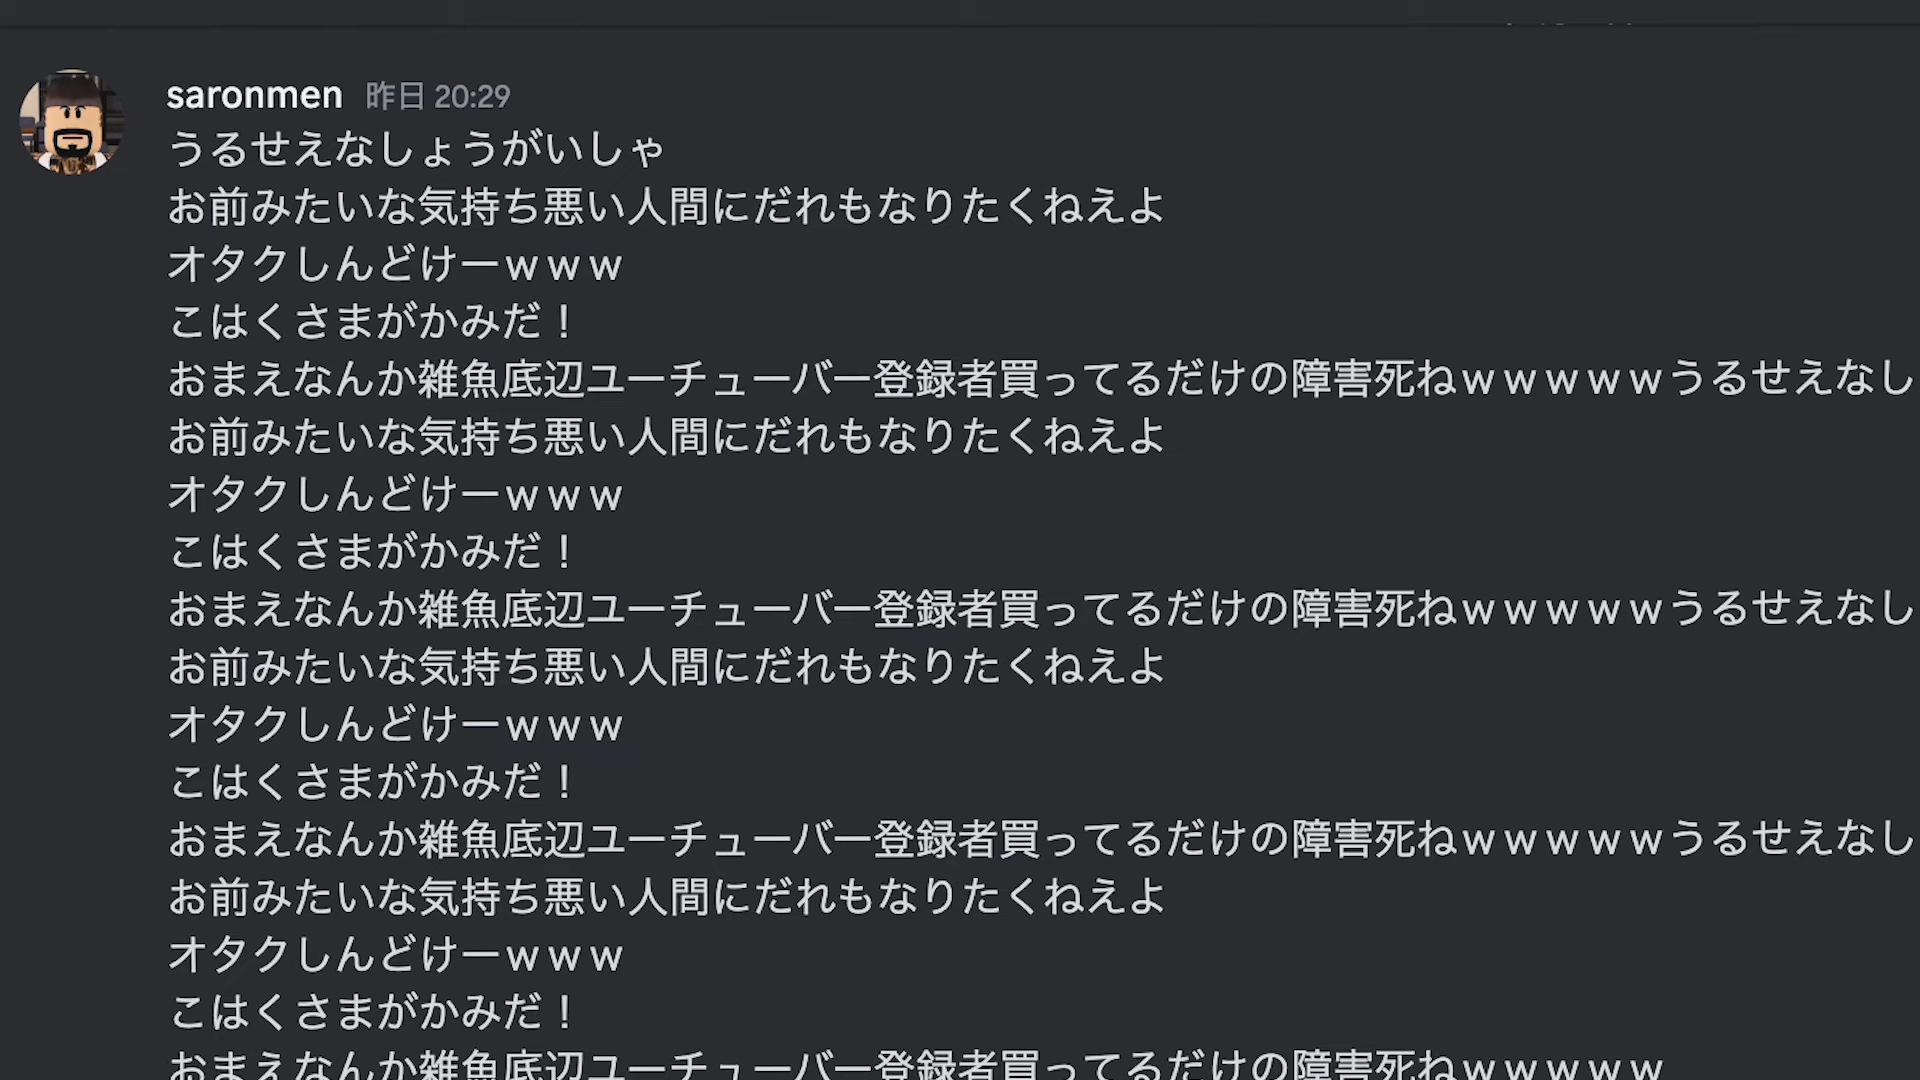 saronmen 昨日 20:29
うるせえなしょうがいしゃ
お前みたいな気持ち悪い人間にだれもなりたくねえよ
オタクしんどけーｗｗｗ
こはくさまがかみだ！
おまえなんか雑魚底辺ユーチューバー登録者買ってるだけの障害死ねｗｗｗｗｗうるせえなし
お前みたいな気持ち悪い人間にだれもなりたくねえよ
オタクしんどけーｗｗｗ
こはくさまがかみだ！
おまえなんか雑魚底辺ユーチューバー登録者買ってるだけの障害死ねｗｗｗｗｗうるせえなし
お前みたいな気持ち悪い人間にだれもなりたくねえよ
オタクしんどけーｗｗｗ
こはくさまがかみだ！
おまえなんか雑魚底辺ユーチューバー登録者買ってるだけの障害死ねｗｗｗｗｗうるせえなし
お前みたいな気持ち悪い人間にだれもなりたくねえよ
オタクしんどけーｗｗｗ
こはくさまがかみだ！
おまえなんか雑魚底辺ユーチューバー登録者買ってるだけの障害死ねｗｗｗｗｗ